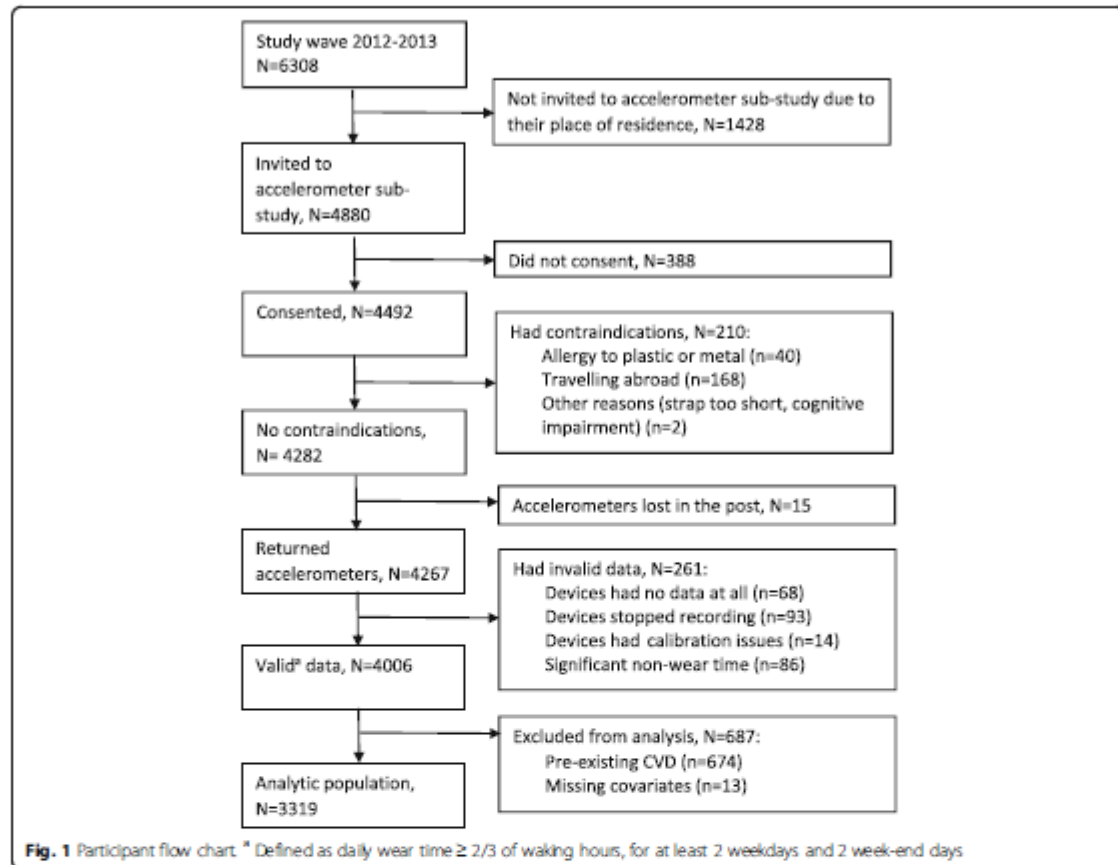 Study wave 2012-2013
N=6308
Not invited to accelerometer sub-study due to
their place of residence, N=1428
Invited to
accelerometer sub-
study, N=4880
Did not consent, N=388
Consented, N=4492
Had contraindications, N=210:
Allergy to plastic or metal (n=40)
Travelling abroad (n=168)
Other reasons (strap too short, cognitive
impairment) (n=2)
No contraindications,
N= 4282
Accelerometers lost in the post, N=15
Returned
accelerometers, N=4267
Had invalid data, N=261:
Devices had no data at all (n=68)
Devices stopped recording (n=93)
Devices had calibration issues (n=14)
Significant non-wear time (n=86)
Validᵃ data, N=4006
Excluded from analysis, N=687:
Pre-existing CVD (n=674)
Missing covariates (n=13)
Analytic population,
N=3319
Fig. 1 Participant flow chart. ᵃ Defined as daily wear time ≥ 2/3 of waking hours, for at least 2 weekdays and 2 week-end days